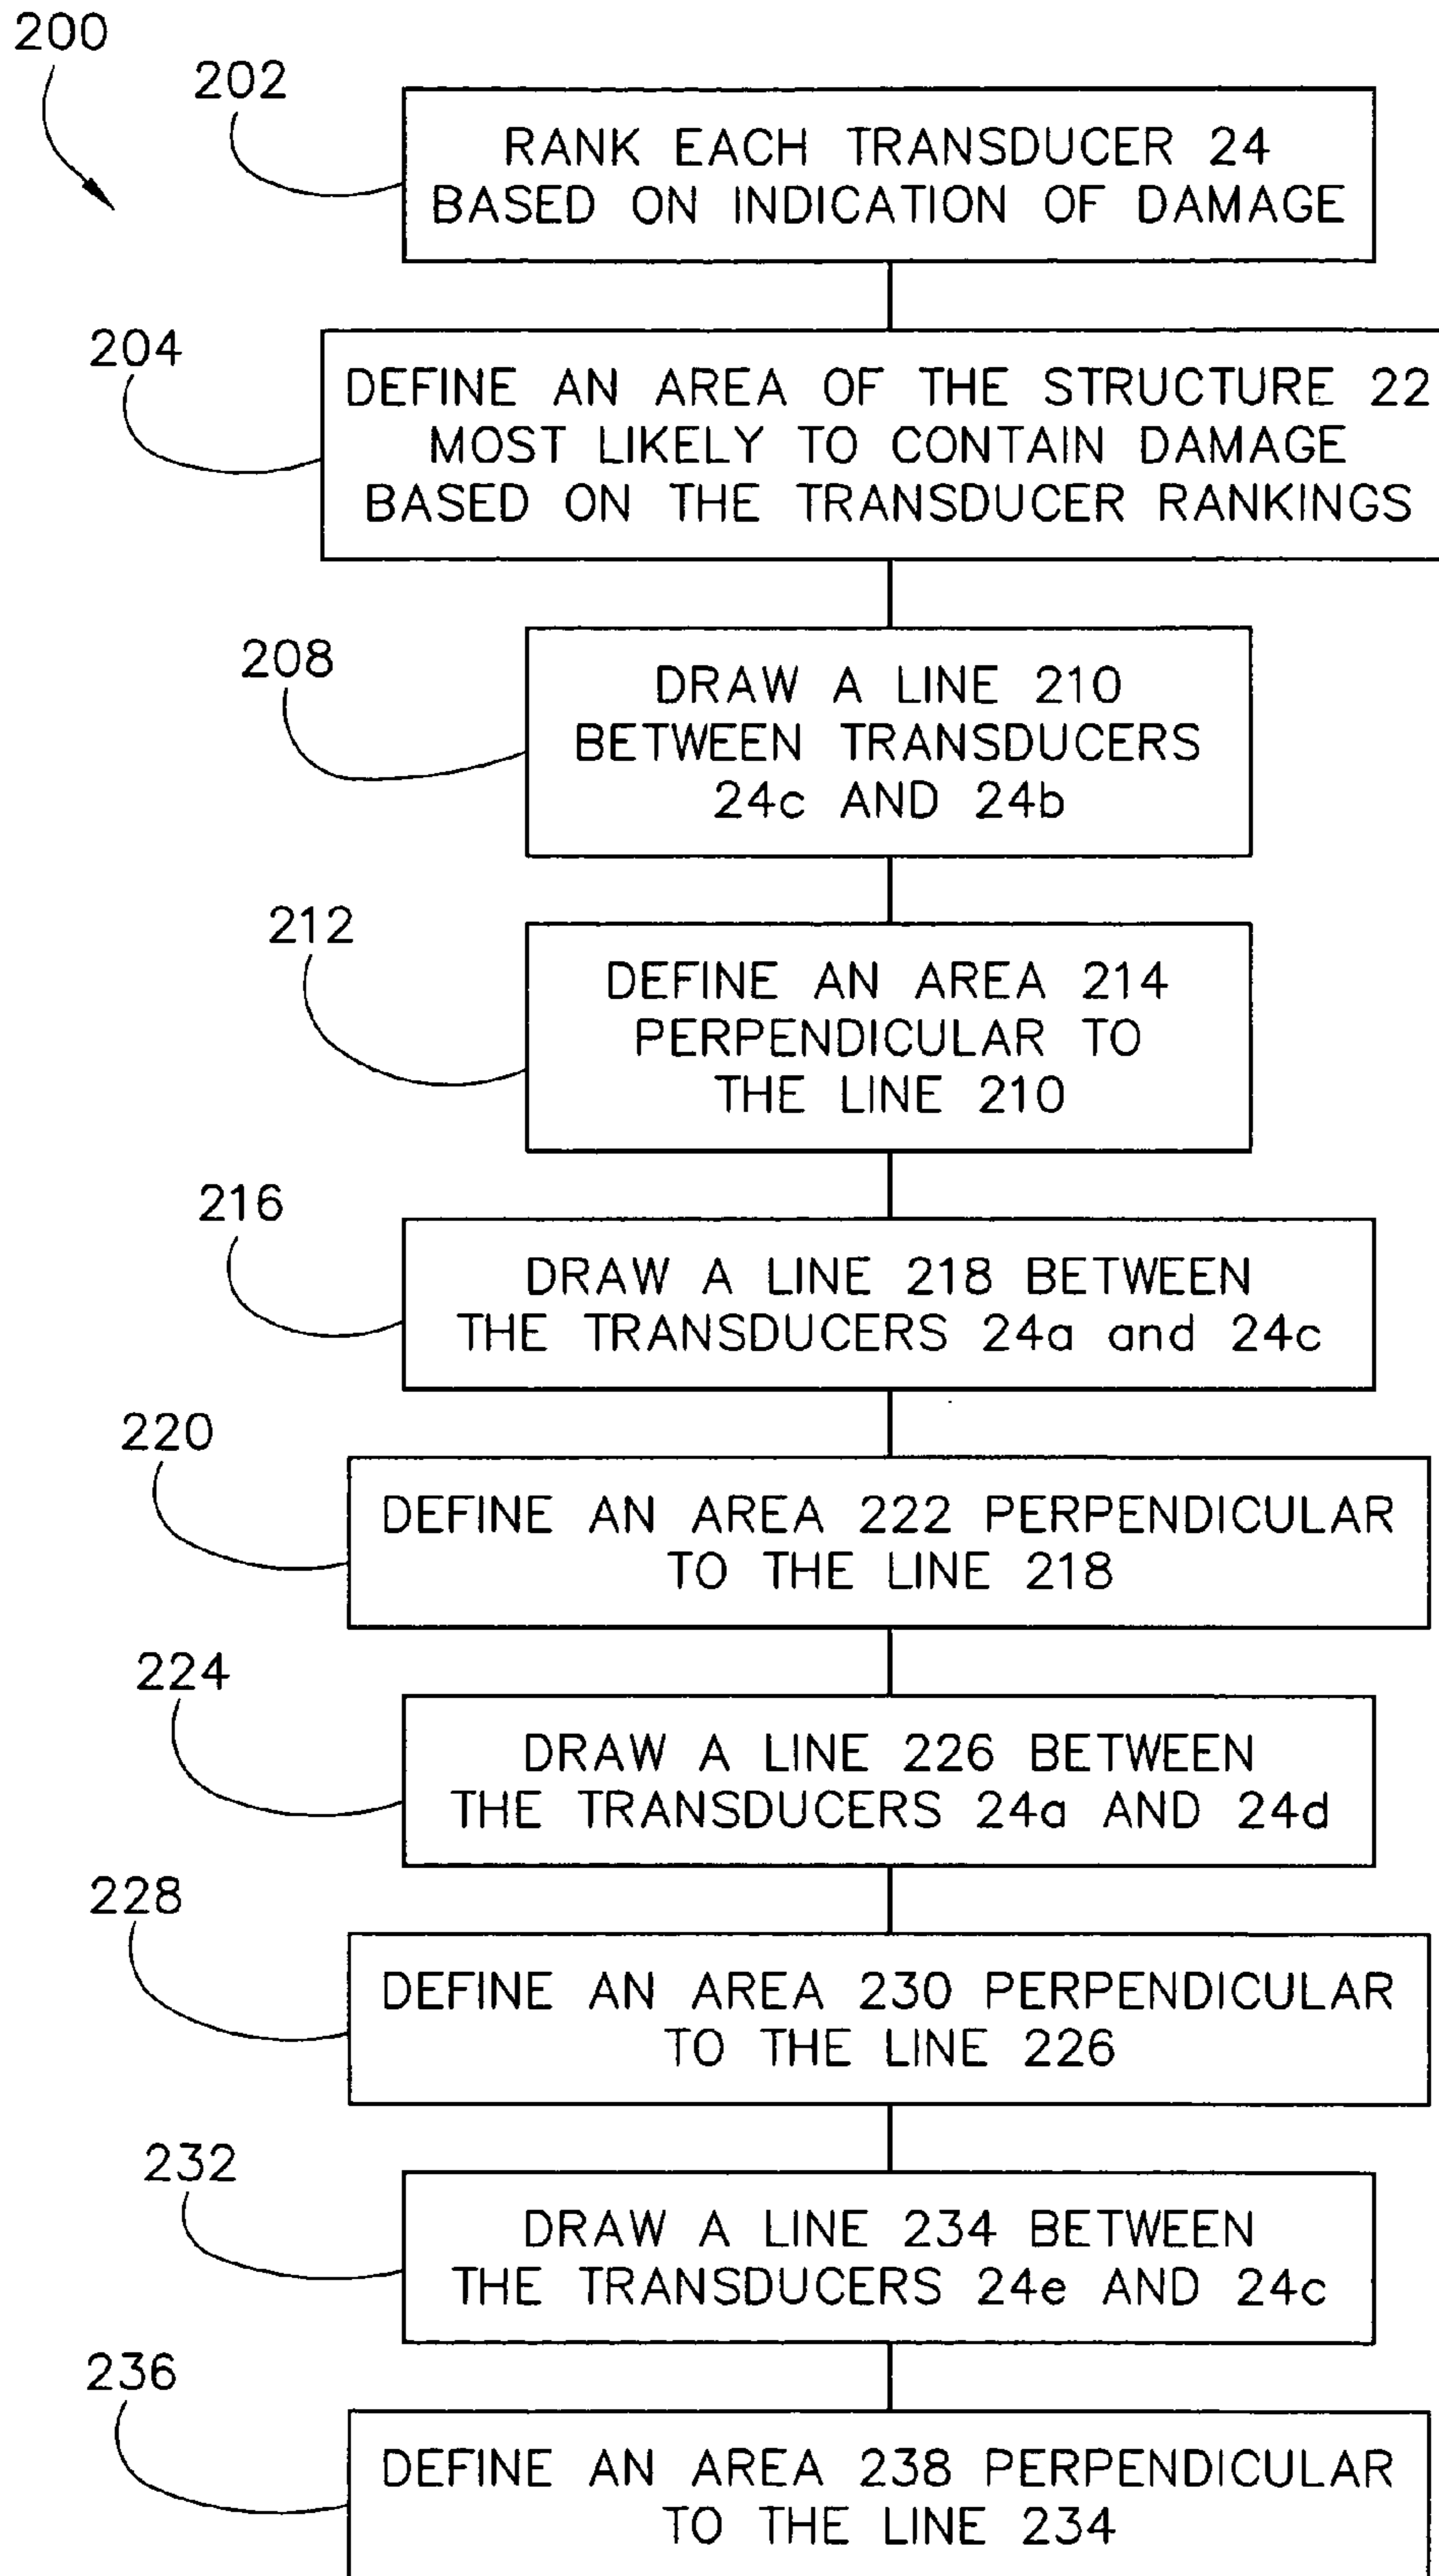 200
202
RANK EACH TRANSDUCER 24
BASED ON INDICATION OF DAMAGE
204
DEFINE AN AREA OF THE STRUCTURE 22
MOST LIKELY TO CONTAIN DAMAGE
BASED ON THE TRANSDUCER RANKINGS
208
DRAW A LINE 210
BETWEEN TRANSDUCERS
24c AND 24b
212
DEFINE AN AREA 214
PERPENDICULAR TO
THE LINE 210
216
DRAW A LINE 218 BETWEEN
THE TRANSDUCERS 24a and 24c
220
DEFINE AN AREA 222 PERPENDICULAR
TO THE LINE 218
224
DRAW A LINE 226 BETWEEN
THE TRANSDUCERS 24a AND 24d
228
DEFINE AN AREA 230 PERPENDICULAR
TO THE LINE 226
232
DRAW A LINE 234 BETWEEN
THE TRANSDUCERS 24e AND 24c
236
DEFINE AN AREA 238 PERPENDICULAR
TO THE LINE 234